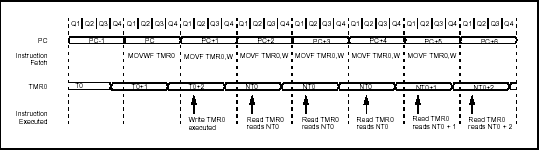 Q1 Q2 Q3 Q4 Q1 Q2 Q3 Q4 Q1 Q2 Q3 Q4 Q1 Q2 Q3 Q4 Q1 Q2 Q3 Q4 Q1 Q2 Q3 Q4 Q1 Q2 Q3 Q4 Q1 Q2 Q3 Q4
PC PC-1 PC PC+1 PC+2 PC+3 PC+4 PC+5 PC+6
Instruction Fetch MOVWF TMR0 MOVF TMR0,W MOVF TMR0,W MOVF TMR0,W MOVF TMR0,W MOVF TMR0,W
TMR0 T0 T0+1 T0+2 NT0 NT0 NT0 NT0+1 NT0+2
Instruction Executed
Write TMR0 executed
Read TMR0 reads NT0
Read TMR0 reads NT0
Read TMR0 reads NT0
Read TMR0 reads NT0 + 1
Read TMR0 reads NT0 + 2